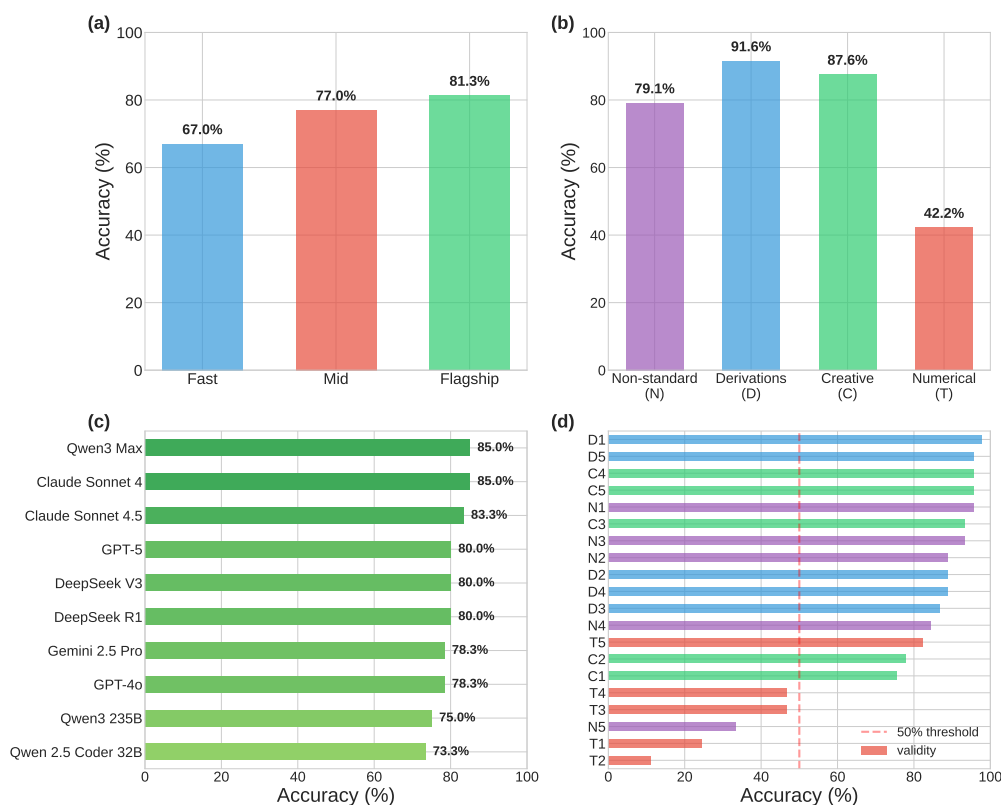 (a)
100
80
60
40
20
0
Accuracy (%)
67.0%
77.0%
81.3%
Fast
Mid
Flagship
(b)
100
80
60
40
20
0
Accuracy (%)
79.1%
91.6%
87.6%
42.2%
Non-standard
(N)
Derivations
(D)
Creative
(C)
Numerical
(T)
(c)
Qwen3 Max
85.0%
Claude Sonnet 4
85.0%
Claude Sonnet 4.5
83.3%
GPT-5
80.0%
DeepSeek V3
80.0%
DeepSeek R1
80.0%
Gemini 2.5 Pro
78.3%
GPT-4o
78.3%
Qwen3 235B
75.0%
Qwen 2.5 Coder 32B
73.3%
0
20
40
60
80
100
Accuracy (%)
(d)
D1
D5
C4
C5
N1
C3
N3
N2
D2
D4
D3
N4
T5
C2
C1
T4
T3
N5
T1
T2
50% threshold
validity
0
20
40
60
80
100
Accuracy (%)